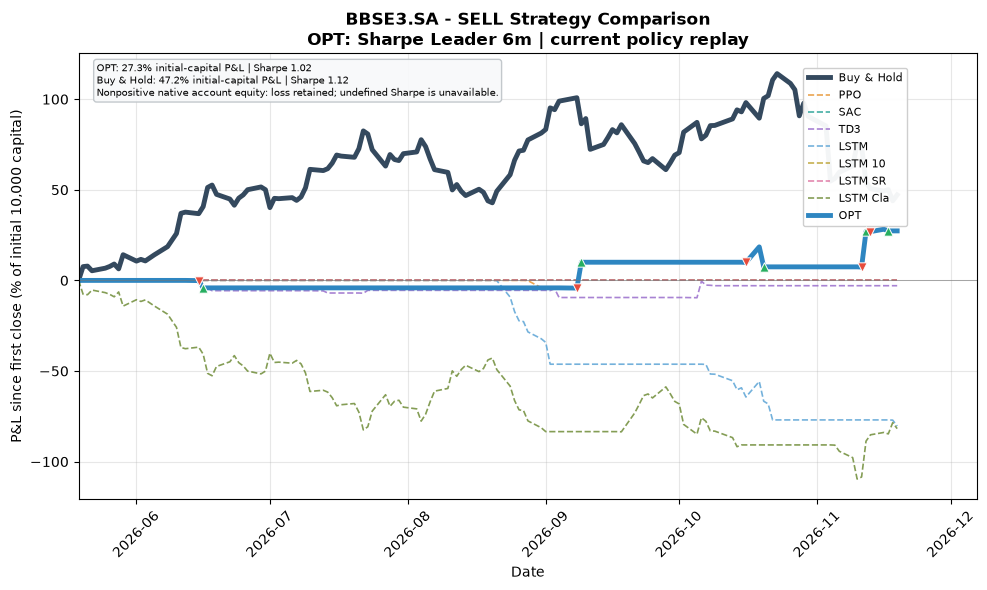 BBSE3.SA - SELL Strategy Comparison
OPT: Sharpe Leader 6m | current policy replay
OPT: 27.3% initial-capital P&L | Sharpe 1.02
Buy & Hold: 47.2% initial-capital P&L | Sharpe 1.12
Nonpositive native account equity: loss retained; undefined Sharpe is unavailable.
Buy & Hold
PPO
SAC
TD3
LSTM
LSTM 10
LSTM SR
LSTM Cla
OPT
P&L since first close (% of initial 10,000 capital)
100
50
0
−50
−100
2026-06
2026-07
2026-08
2026-09
2026-10
2026-11
2026-12
Date